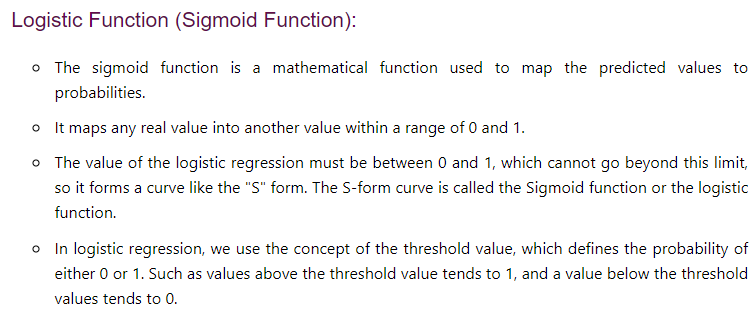 Logistic Function (Sigmoid Function):
o The sigmoid function is a mathematical function used to map the predicted values to
probabilities.
o It maps any real value into another value within a range of 0 and 1.
o The value of the logistic regression must be between 0 and 1, which cannot go beyond this limit,
so it forms a curve like the "S" form. The S-form curve is called the Sigmoid function or the logistic
function.
o In logistic regression, we use the concept of the threshold value, which defines the probability of
either 0 or 1. Such as values above the threshold value tends to 1, and a value below the threshold
values tends to 0.